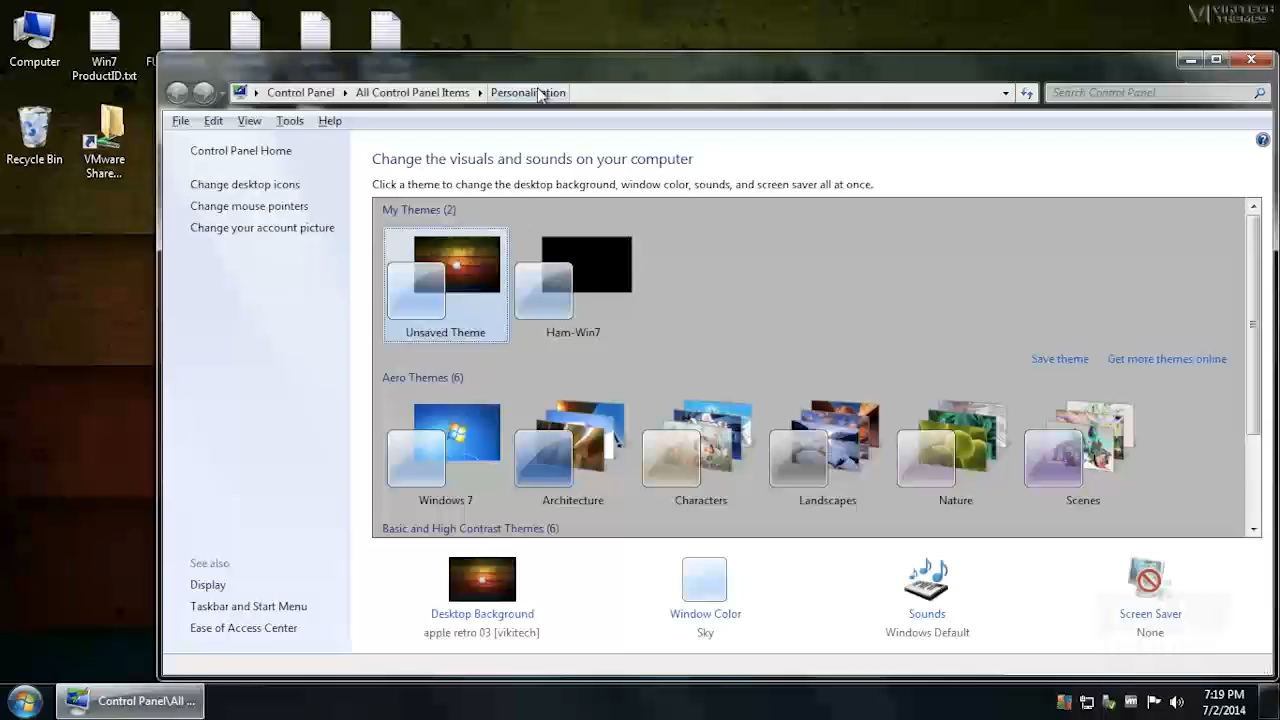 VIKITECH
THEMES
Computer
Win7
ProductID.txt
FU
Recycle Bin
VMware
Share...
Control Panel
All Control Panel Items
Personalization
Search Control Panel
File
Edit
View
Tools
Help
Control Panel Home
Change desktop icons
Change mouse pointers
Change your account picture
Change the visuals and sounds on your computer
Click a theme to change the desktop background, window color, sounds, and screen saver all at once.
My Themes (2)
Unsaved Theme
Ham-Win7
Save theme
Get more themes online
Aero Themes (6)
Windows 7
Architecture
Characters
Landscapes
Nature
Scenes
Basic and High Contrast Themes (6)
See also
Display
Taskbar and Start Menu
Ease of Access Center
Desktop Background
apple retro 03 [vikitech]
Window Color
Sky
Sounds
Windows Default
Screen Saver
None
Control Panel\All ...
7:19 PM
7/2/2014